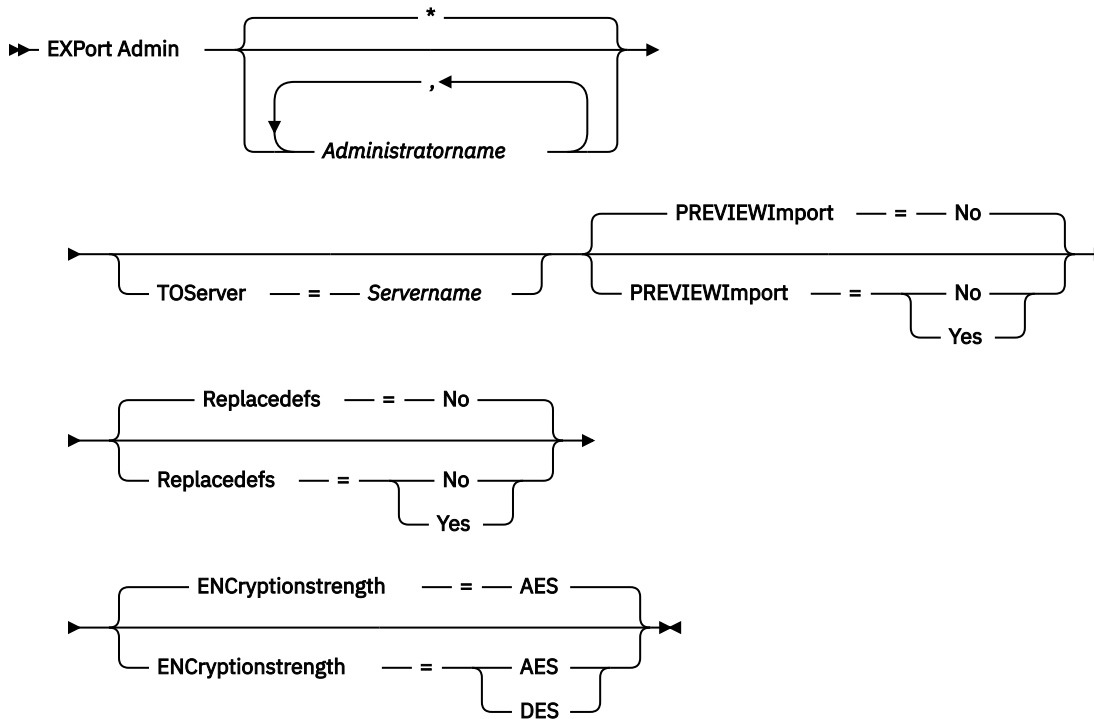 *
EXPort Admin
,
Administratorname
PREVIEWImport = No
TOServer = Servername
PREVIEWImport = No
Yes
Replacedefs = No
Replacedefs = No
Yes
ENCryptionstrength = AES
ENCryptionstrength = AES
DES